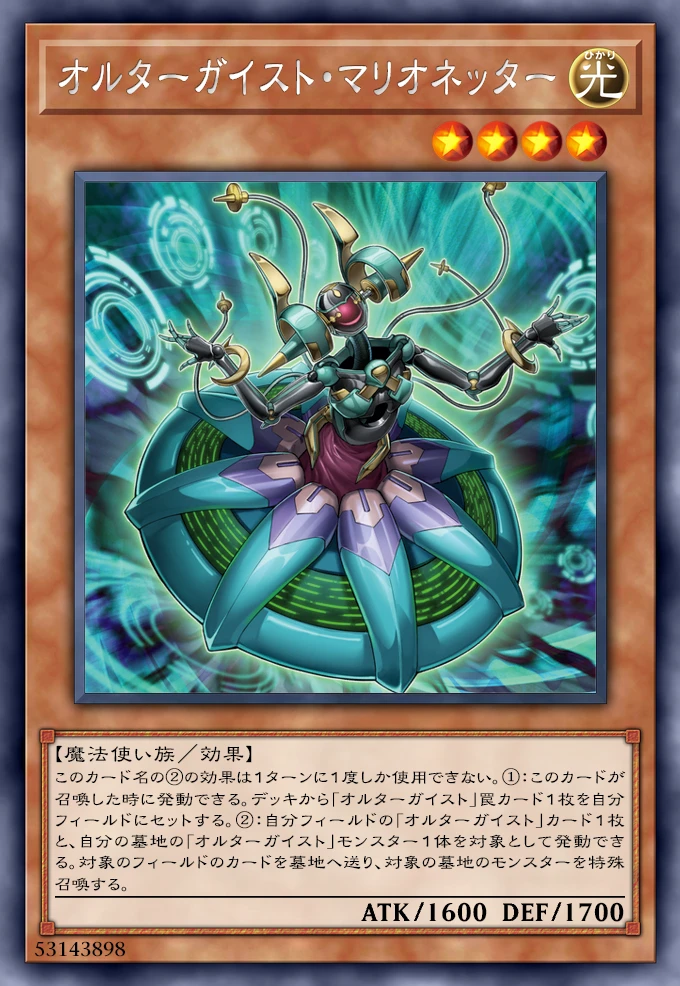 オルターガイスト・マリオネッター
光
ひかり
【魔法使い族／効果】
このカード名の②の効果は1ターンに1度しか使用できない。①：このカードが
召喚した時に発動できる。デッキから「オルターガイスト」罠カード1枚を自分
フィールドにセットする。②：自分フィールドの「オルターガイスト」カード1枚
と、自分の墓地の「オルターガイスト」モンスター1体を対象として発動でき
る。対象のフィールドのカードを墓地へ送り、対象の墓地のモンスターを特殊
召喚する。
ATK/1600 DEF/1700
53143898